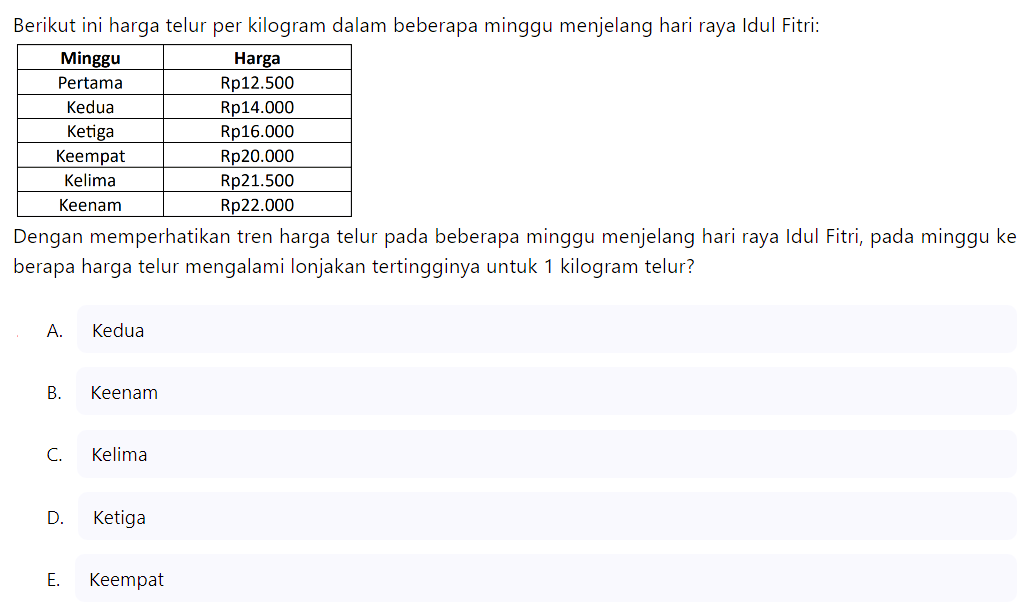 Berikut ini harga telur per kilogram dalam beberapa minggu menjelang hari raya Idul Fitri:
Minggu Harga
Pertama Rp12.500
Kedua Rp14.000
Ketiga Rp16.000
Keempat Rp20.000
Kelima Rp21.500
Keenam Rp22.000
Dengan memperhatikan tren harga telur pada beberapa minggu menjelang hari raya Idul Fitri, pada minggu ke
berapa harga telur mengalami lonjakan tertingginya untuk 1 kilogram telur?
A. Kedua
B. Keenam
C. Kelima
D. Ketiga
E. Keempat